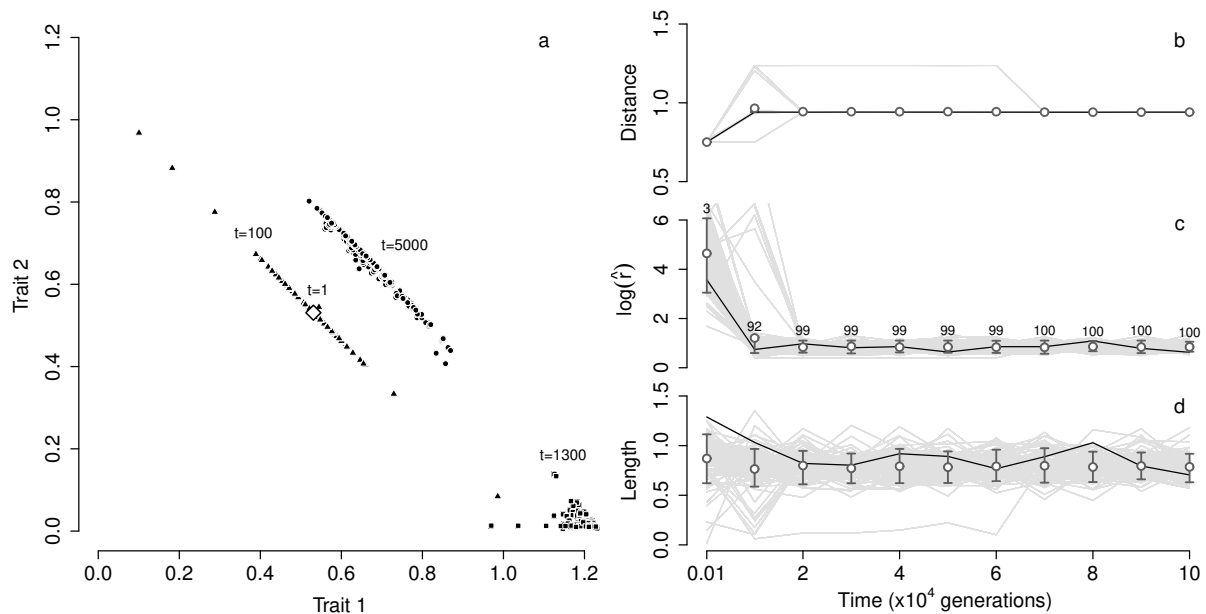 a
Trait 2
1.2
1.0
0.8
0.6
0.4
0.2
0.0
t=100
t=1
t=5000
t=1300
0.0 0.2 0.4 0.6 0.8 1.0 1.2
Trait 1
b
Distance
1.5
1.0
0.5
c
log(r̂)
6
4
2
0
3 92 99 99 99 99 99 100 100 100 100
d
Length
1.5
1.0
0.5
0.0
0.01 2 4 6 8 10
Time (x10⁴ generations)